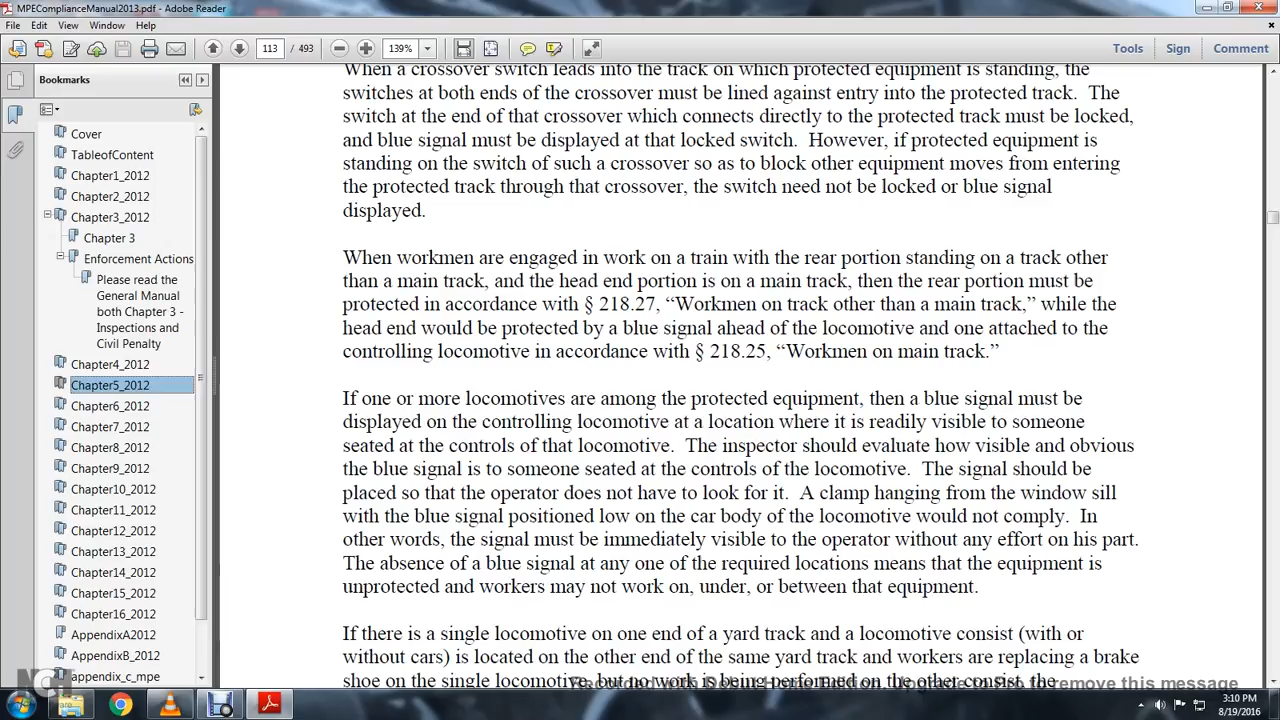 MPEComplianceManual2013.pdf - Adobe Reader
File Edit View Window Help
113 / 493 139% Tools Sign Comment
Bookmarks
Cover
TableofContent
Chapter1_2012
Chapter2_2012
Chapter3_2012
Chapter 3
Enforcement Actions
Please read the
General Manual
both Chapter 3 -
Inspections and
Civil Penalty
Chapter4_2012
Chapter5_2012
Chapter6_2012
Chapter7_2012
Chapter8_2012
Chapter9_2012
Chapter10_2012
Chapter11_2012
Chapter12_2012
Chapter13_2012
Chapter14_2012
Chapter15_2012
Chapter16_2012
AppendixA2012
AppendixB_2012
appendix_c_mpe
When a crossover switch leads into the track on which protected equipment is standing, the
switches at both ends of the crossover must be lined against entry into the protected track. The
switch at the end of that crossover which connects directly to the protected track must be locked,
and blue signal must be displayed at that locked switch. However, if protected equipment is
standing on the switch of such a crossover so as to block other equipment moves from entering
the protected track through that crossover, the switch need not be locked or blue signal
displayed.
When workmen are engaged in work on a train with the rear portion standing on a track other
than a main track, and the head end portion is on a main track, then the rear portion must be
protected in accordance with § 218.27, “Workmen on track other than a main track,” while the
head end would be protected by a blue signal ahead of the locomotive and one attached to the
controlling locomotive in accordance with § 218.25, “Workmen on main track.”
If one or more locomotives are among the protected equipment, then a blue signal must be
displayed on the controlling locomotive at a location where it is readily visible to someone
seated at the controls of that locomotive. The inspector should evaluate how visible and obvious
the blue signal is to someone seated at the controls of the locomotive. The signal should be
placed so that the operator does not have to look for it. A clamp hanging from the window sill
with the blue signal positioned low on the car body of the locomotive would not comply. In
other words, the signal must be immediately visible to the operator without any effort on his part.
The absence of a blue signal at any one of the required locations means that the equipment is
unprotected and workers may not work on, under, or between that equipment.
If there is a single locomotive on one end of a yard track and a locomotive consist (with or
without cars) is located on the other end of the same yard track and workers are replacing a brake
shoe on the single locomotive, but no work is being performed on the other consist, the
to remove this message
3:10 PM
8/19/2016